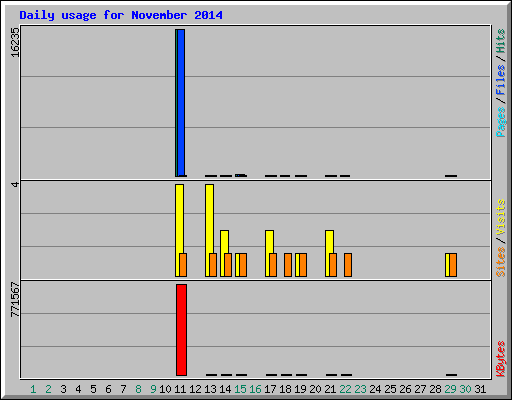 Daily usage for November 2014
16235
Pages / Files / Hits
4
Sites / Visits
771567
KBytes
1 2 3 4 5 6 7 8 9 10 11 12 13 14 15 16 17 18 19 20 21 22 23 24 25 26 27 28 29 30 31